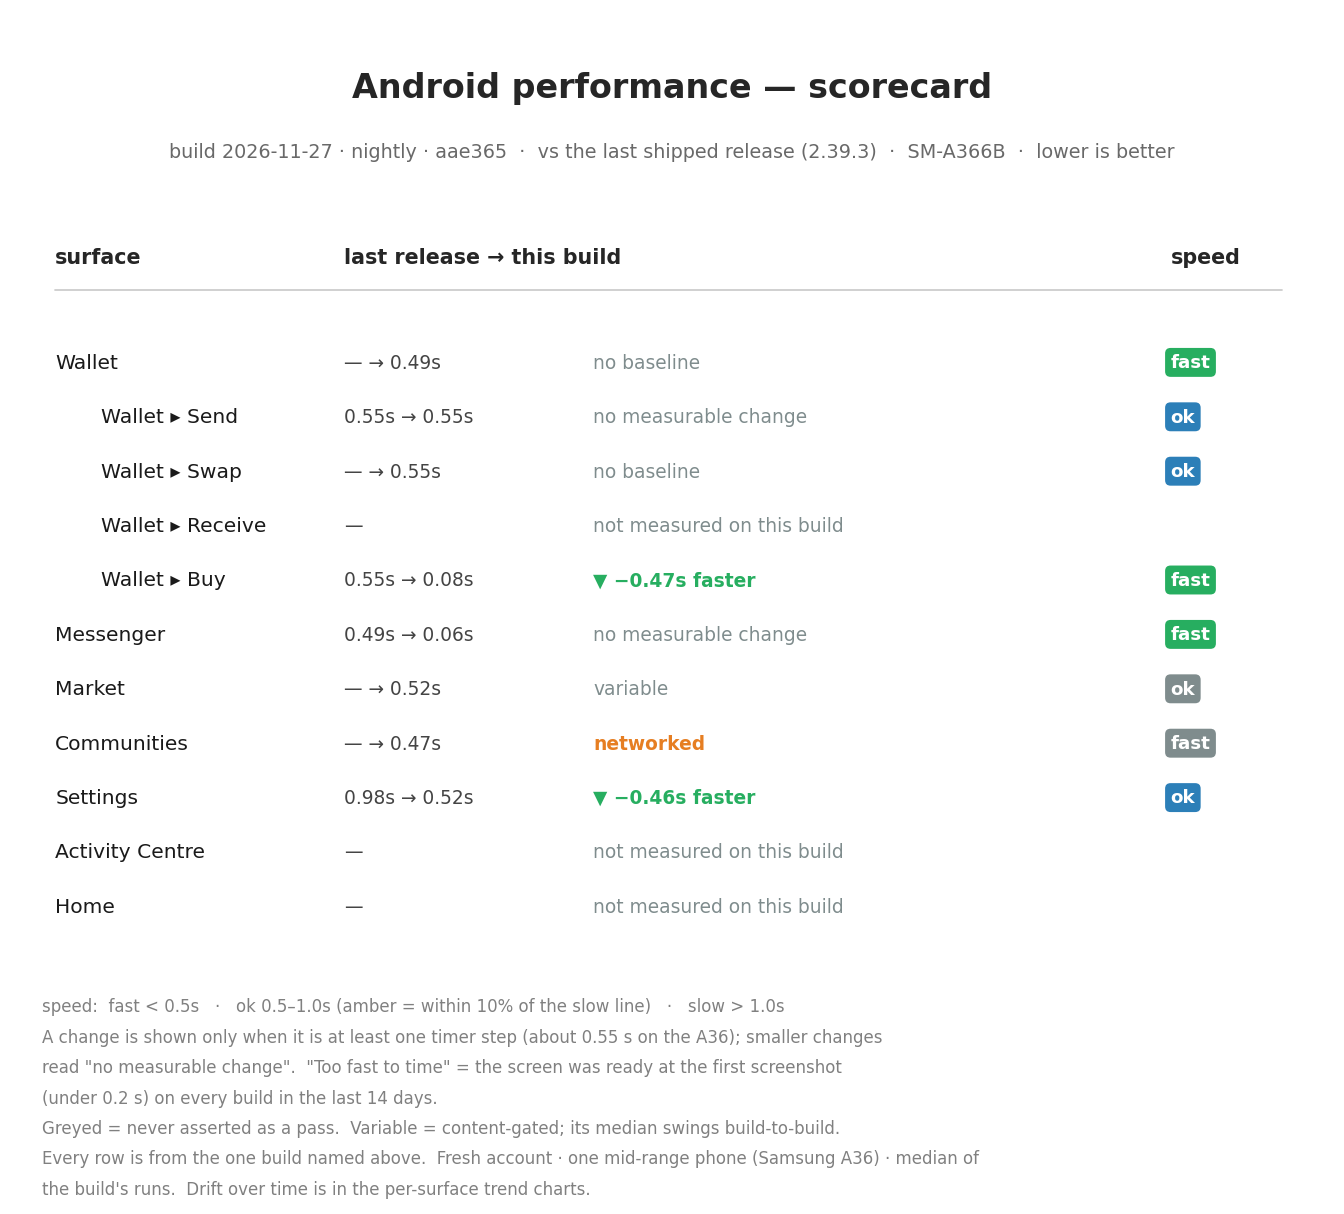 Android performance — scorecard
build 2026-11-27 · nightly · aae365 · vs the last shipped release (2.39.3) · SM-A366B · lower is better
surface last release → this build speed
Wallet — → 0.49s no baseline fast
Wallet ▸ Send 0.55s → 0.55s no measurable change ok
Wallet ▸ Swap — → 0.55s no baseline ok
Wallet ▸ Receive — not measured on this build
Wallet ▸ Buy 0.55s → 0.08s ▼ −0.47s faster fast
Messenger 0.49s → 0.06s no measurable change fast
Market — → 0.52s variable ok
Communities — → 0.47s networked fast
Settings 0.98s → 0.52s ▼ −0.46s faster ok
Activity Centre — not measured on this build
Home — not measured on this build
speed: fast < 0.5s · ok 0.5–1.0s (amber = within 10% of the slow line) · slow > 1.0s
A change is shown only when it is at least one timer step (about 0.55 s on the A36); smaller changes
read "no measurable change". "Too fast to time" = the screen was ready at the first screenshot
(under 0.2 s) on every build in the last 14 days.
Greyed = never asserted as a pass. Variable = content-gated; its median swings build-to-build.
Every row is from the one build named above. Fresh account · one mid-range phone (Samsung A36) · median of
the build's runs. Drift over time is in the per-surface trend charts.